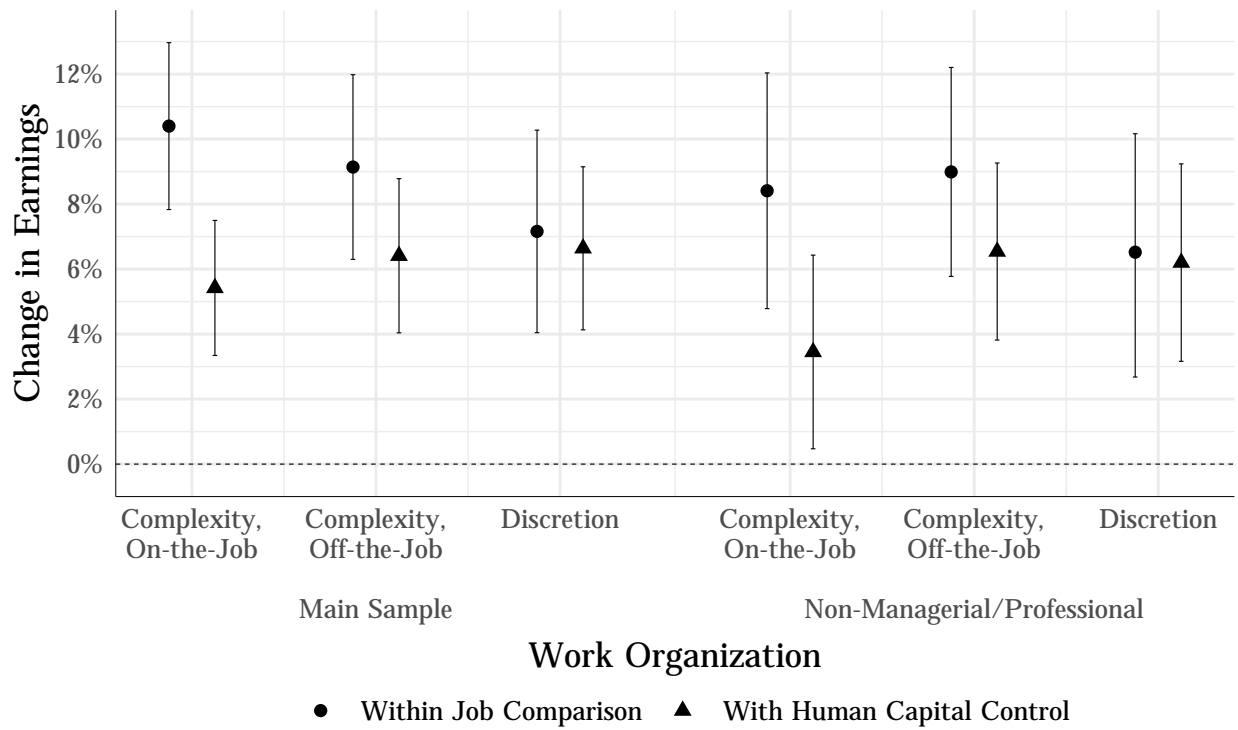 Change in Earnings
12%
10%
8%
6%
4%
2%
0%
Complexity,
On-the-Job
Complexity,
Off-the-Job
Discretion
Complexity,
On-the-Job
Complexity,
Off-the-Job
Discretion
Main Sample
Non-Managerial/Professional
Work Organization
Within Job Comparison
With Human Capital Control